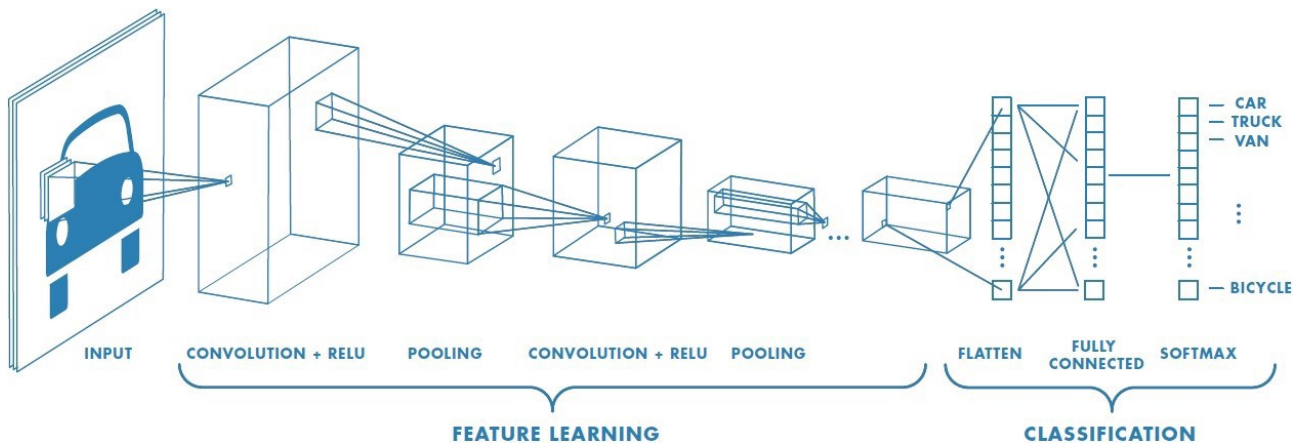 CAR
TRUCK
VAN
BICYCLE
INPUT
CONVOLUTION + RELU
POOLING
CONVOLUTION + RELU
POOLING
FLATTEN
FULLY
CONNECTED
SOFTMAX
FEATURE LEARNING
CLASSIFICATION